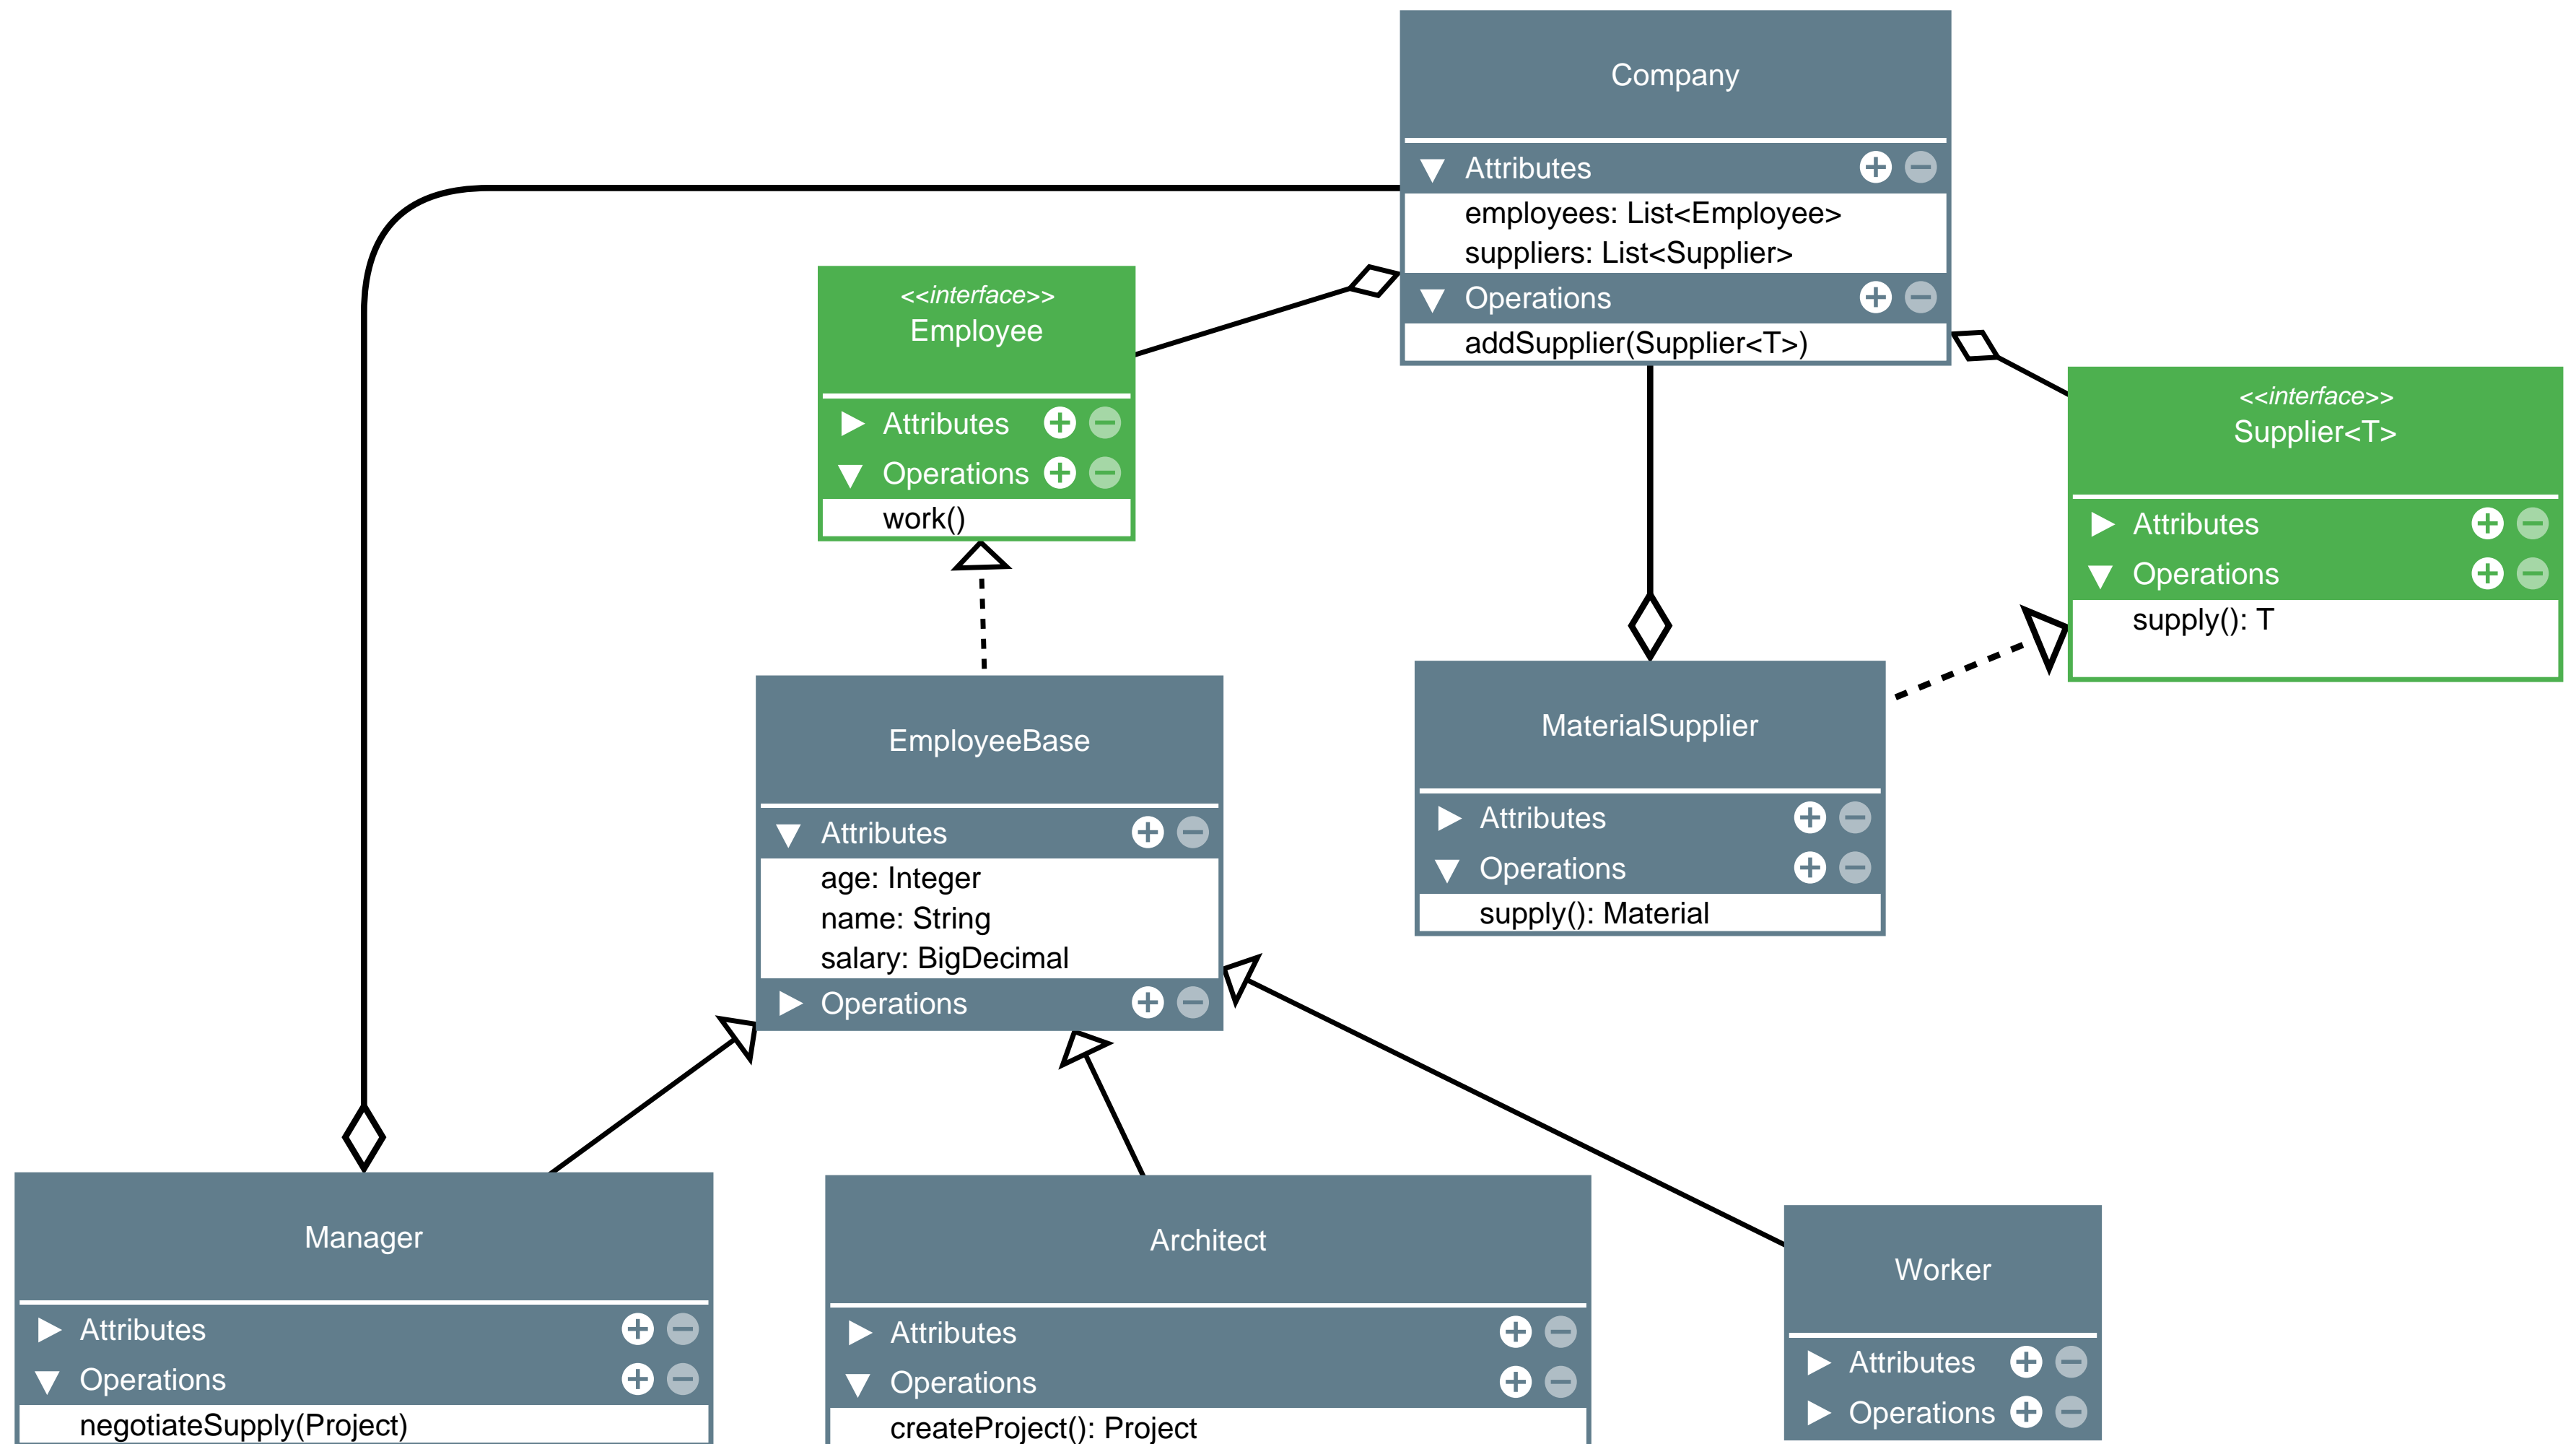 Company
Attributes
employees: List<Employee>
suppliers: List<Supplier>
Operations
addSupplier(Supplier<T>)
<<interface>>
Employee
Attributes
Operations
work()
<<interface>>
Supplier<T>
Attributes
Operations
supply(): T
EmployeeBase
Attributes
age: Integer
name: String
salary: BigDecimal
Operations
MaterialSupplier
Attributes
Operations
supply(): Material
Manager
Attributes
Operations
negotiateSupply(Project)
Architect
Attributes
Operations
createProject(): Project
Worker
Attributes
Operations